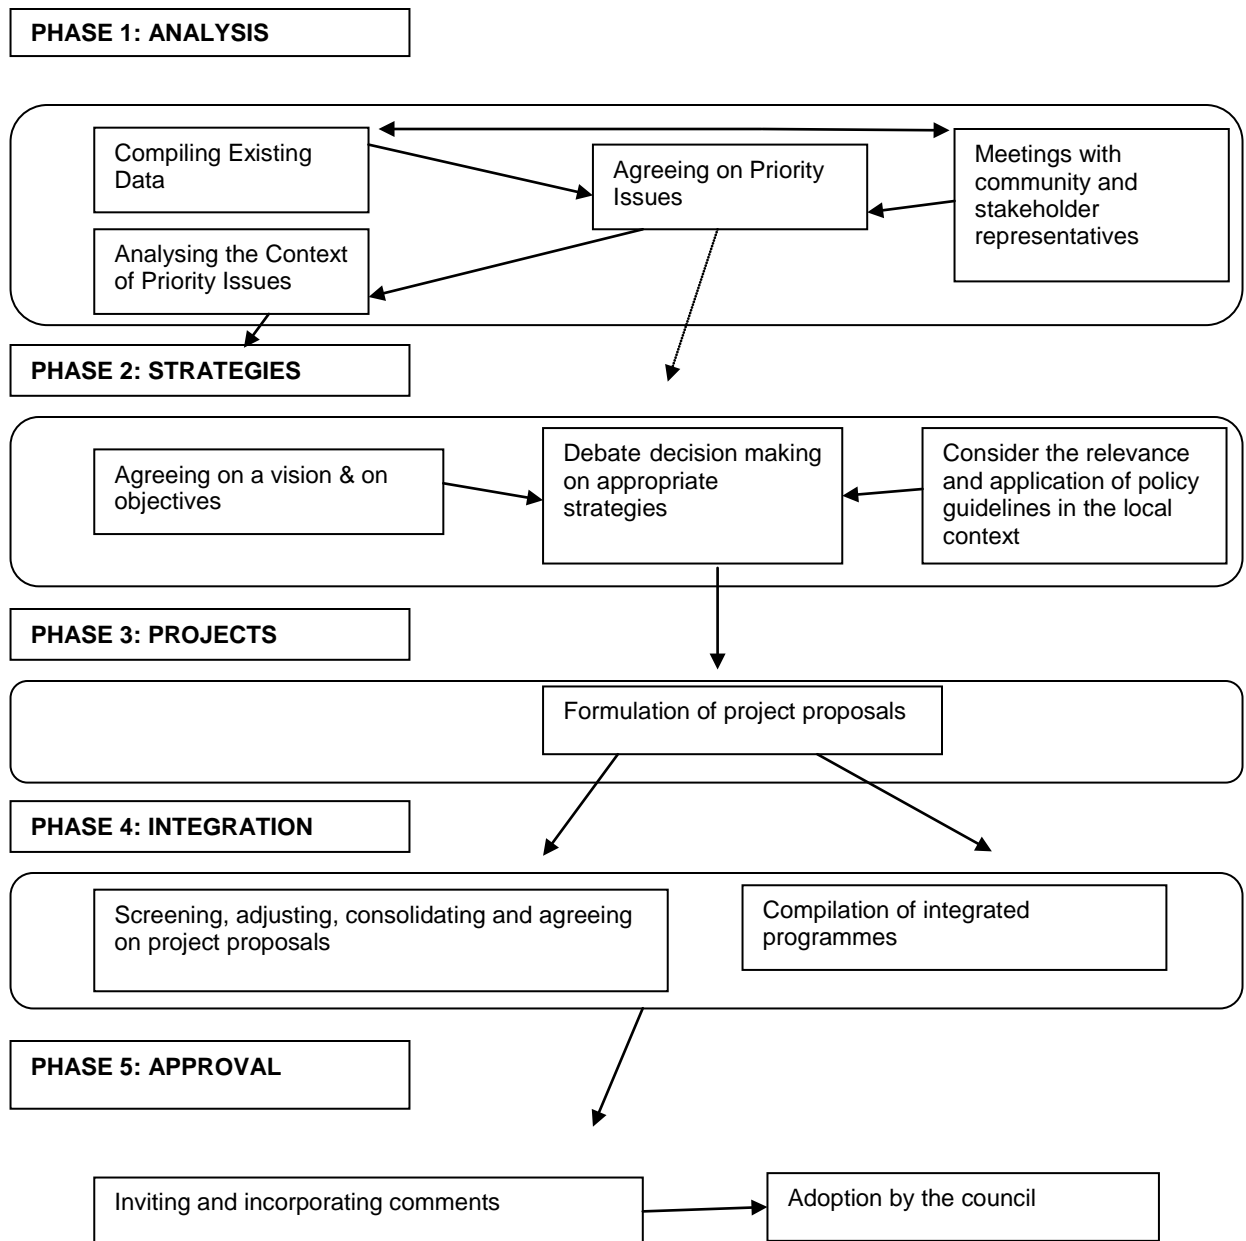 PHASE 1: ANALYSIS
Compiling Existing
Data
Agreeing on Priority
Issues
Meetings with
community and
stakeholder
representatives
Analysing the Context
of Priority Issues
PHASE 2: STRATEGIES
Agreeing on a vision & on
objectives
Debate decision making
on appropriate
strategies
Consider the relevance
and application of policy
guidelines in the local
context
PHASE 3: PROJECTS
Formulation of project proposals
PHASE 4: INTEGRATION
Screening, adjusting, consolidating and agreeing
on project proposals
Compilation of integrated
programmes
PHASE 5: APPROVAL
Inviting and incorporating comments
Adoption by the council